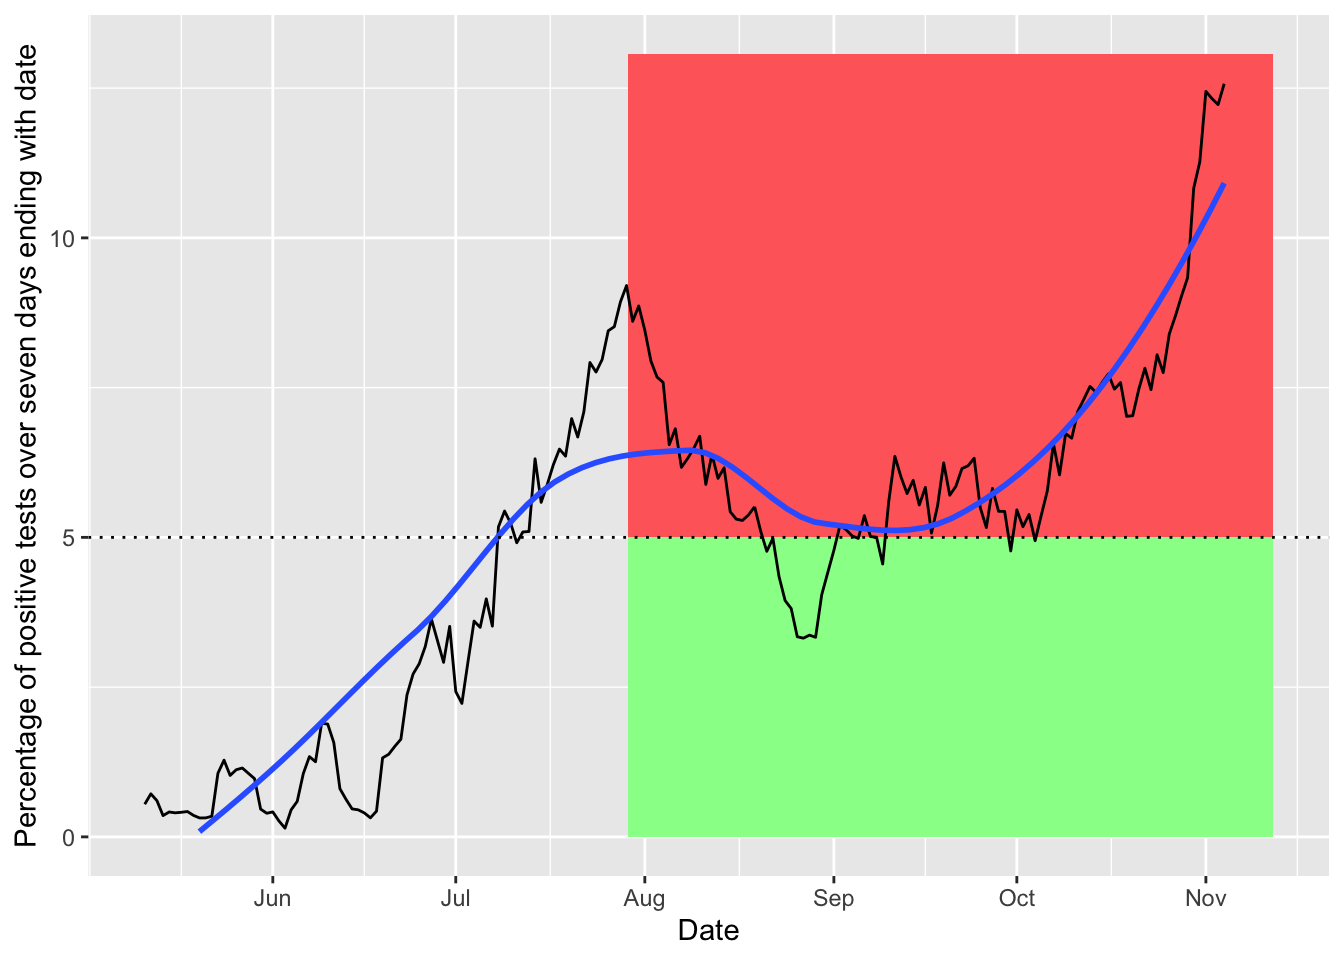 Percentage of positive tests over seven days ending with date
10
5
0
Jun
Jul
Aug
Sep
Oct
Nov
Date